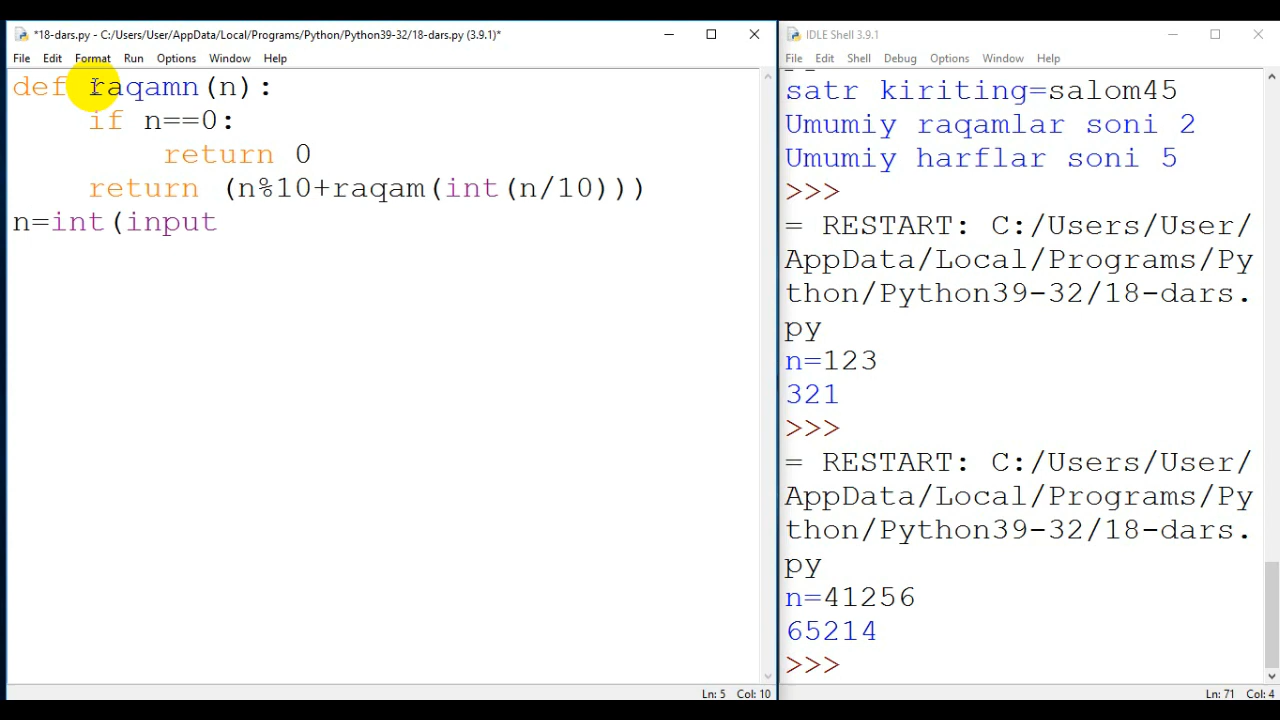 *18-dars.py - C:/Users/User/AppData/Local/Programs/Python/Python39-32/18-dars.py (3.9.1)*
File Edit Format Run Options Window Help
def raqamn(n):
if n==0:
return 0
return (n%10+raqam(int(n/10)))
n=int(input
Ln: 5 Col: 10
IDLE Shell 3.9.1
File Edit Shell Debug Options Window Help
satr kiriting=salom45
Umumiy raqamlar soni 2
Umumiy harflar soni 5
>>>
= RESTART: C:/Users/User/
AppData/Local/Programs/Py
thon/Python39-32/18-dars.
py
n=123
321
>>>
= RESTART: C:/Users/User/
AppData/Local/Programs/Py
thon/Python39-32/18-dars.
py
n=41256
65214
>>>
Ln: 71 Col: 4